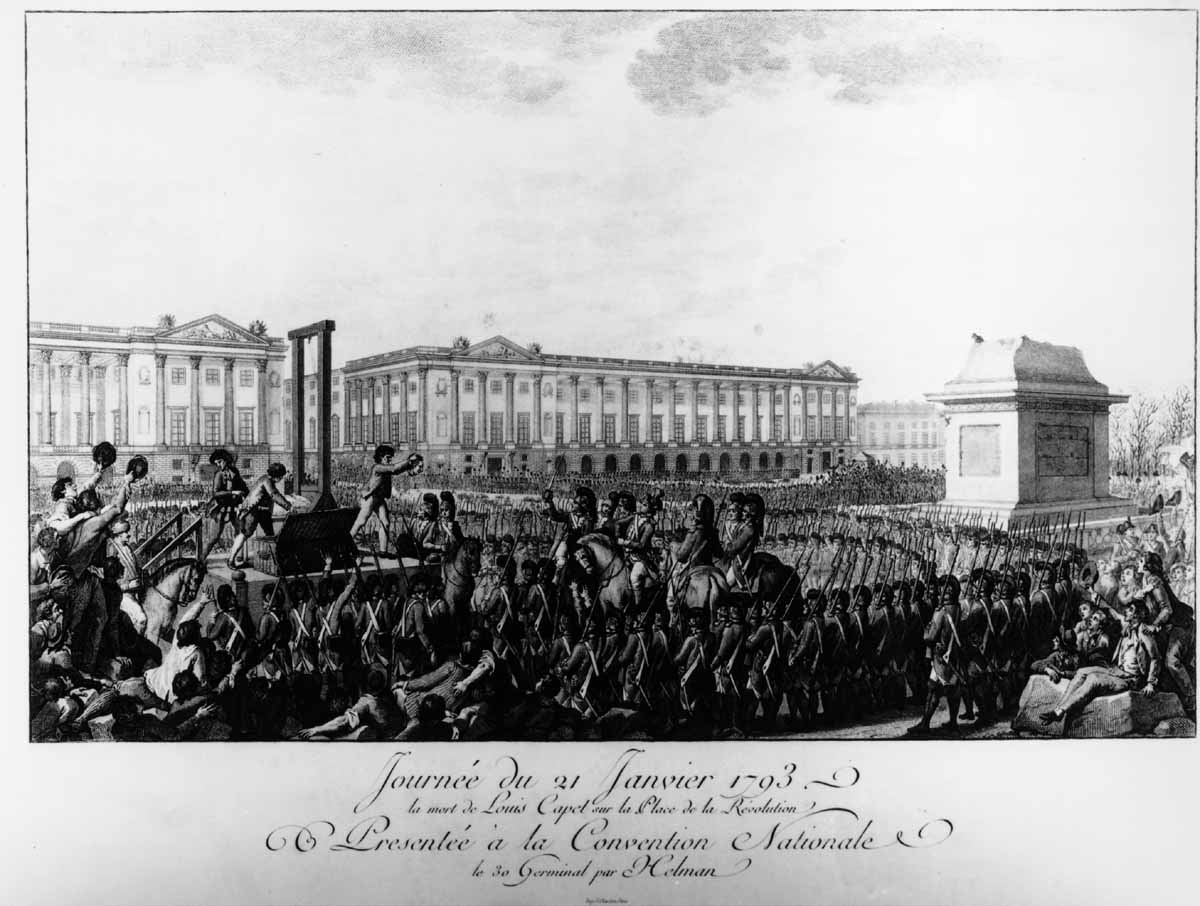 Journée du 21 Janvier 1793
la mort de Louis Capet sur la Place de la Révolution
Presentée à la Convention Nationale
le 30 Germinal par Helman